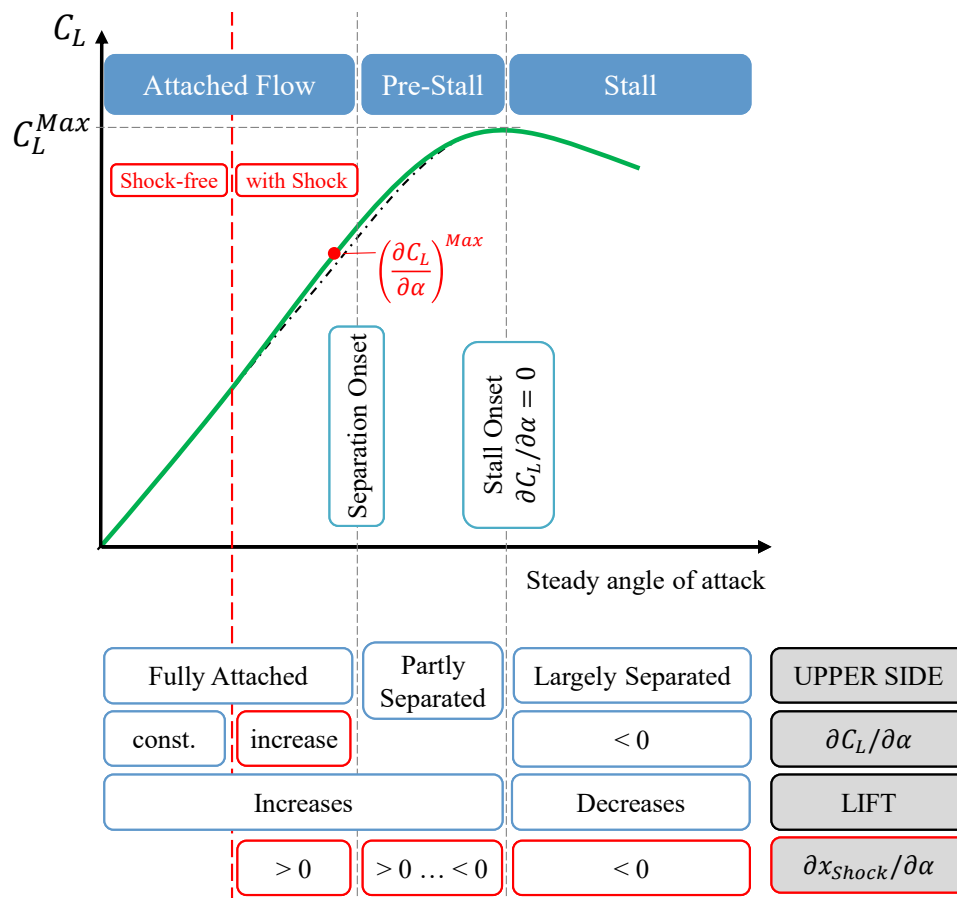 C_L
Attached Flow Pre-Stall Stall
C_L^{Max}
Shock-free with Shock
(∂C_L/∂α)^{Max}
Separation Onset
Stall Onset
∂C_L/∂α = 0
Steady angle of attack
Fully Attached Partly Separated Largely Separated UPPER SIDE
const. increase < 0 ∂C_L/∂α
Increases Decreases LIFT
> 0 > 0 … < 0 < 0 ∂x_{Shock}/∂α